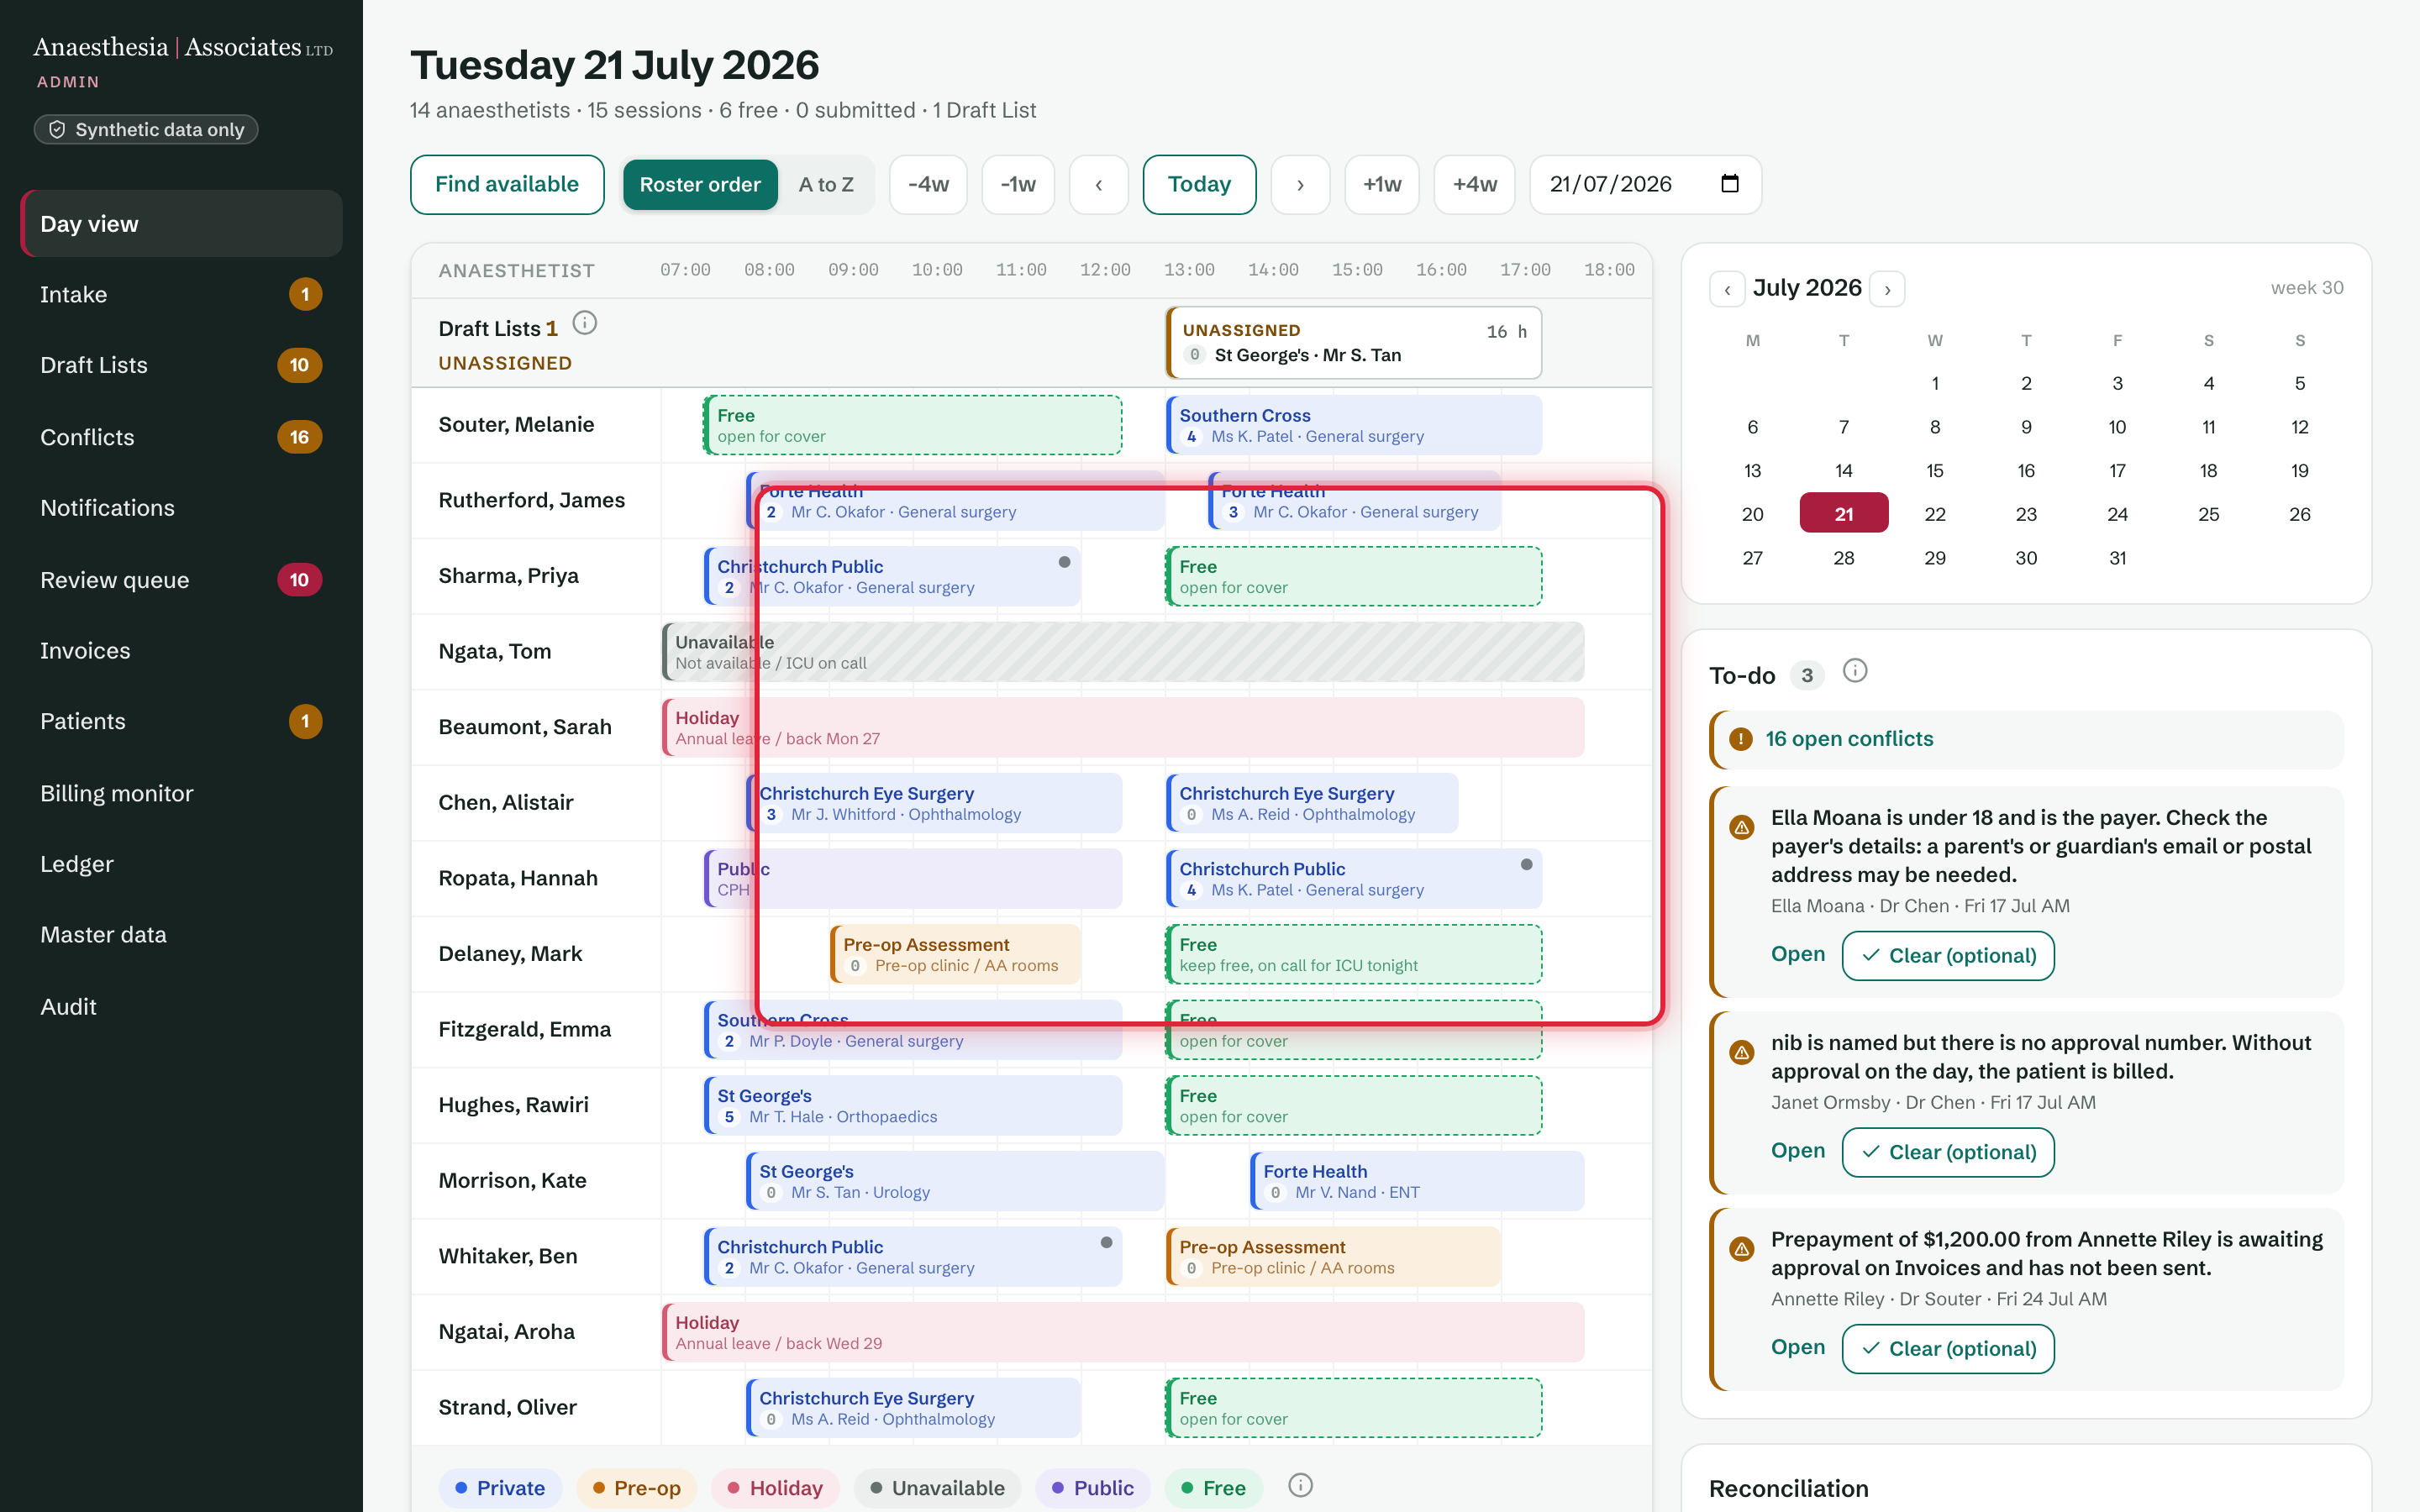 Anaesthesia | Associates LTD
ADMIN
Synthetic data only
Day view
Intake 1
Draft Lists 10
Conflicts 16
Notifications
Review queue 10
Invoices
Patients 1
Billing monitor
Ledger
Master data
Audit
Tuesday 21 July 2026
14 anaesthetists · 15 sessions · 6 free · 0 submitted · 1 Draft List
Find available
Roster order
A to Z
-4w
-1w
‹
Today
›
+1w
+4w
21/07/2026
ANAESTHETIST 07:00 08:00 09:00 10:00 11:00 12:00 13:00 14:00 15:00 16:00 17:00 18:00
Draft Lists 1
UNASSIGNED
UNASSIGNED 16 h
0 St George's · Mr S. Tan
Souter, Melanie
Free
open for cover
Southern Cross
4 Ms K. Patel · General surgery
Rutherford, James
Forte Health
2 Mr C. Okafor · General surgery
Forte Health
3 Mr C. Okafor · General surgery
Sharma, Priya
Christchurch Public
2 Mr C. Okafor · General surgery
Free
open for cover
Ngata, Tom
Unavailable
Not available / ICU on call
Beaumont, Sarah
Holiday
Annual leave / back Mon 27
Chen, Alistair
Christchurch Eye Surgery
3 Mr J. Whitford · Ophthalmology
Christchurch Eye Surgery
0 Ms A. Reid · Ophthalmology
Ropata, Hannah
Public
CPH
Christchurch Public
4 Ms K. Patel · General surgery
Delaney, Mark
Pre-op Assessment
0 Pre-op clinic / AA rooms
Free
keep free, on call for ICU tonight
Fitzgerald, Emma
Southern Cross
2 Mr P. Doyle · General surgery
Free
open for cover
Hughes, Rawiri
St George's
5 Mr T. Hale · Orthopaedics
Free
open for cover
Morrison, Kate
St George's
0 Mr S. Tan · Urology
Forte Health
0 Mr V. Nand · ENT
Whitaker, Ben
Christchurch Public
2 Mr C. Okafor · General surgery
Pre-op Assessment
0 Pre-op clinic / AA rooms
Ngatai, Aroha
Holiday
Annual leave / back Wed 29
Strand, Oliver
Christchurch Eye Surgery
0 Ms A. Reid · Ophthalmology
Free
open for cover
Private
Pre-op
Holiday
Unavailable
Public
Free
‹ July 2026 › week 30
M T W T F S S
1 2 3 4 5
6 7 8 9 10 11 12
13 14 15 16 17 18 19
20 21 22 23 24 25 26
27 28 29 30 31
To-do 3
16 open conflicts
Ella Moana is under 18 and is the payer. Check the
payer's details: a parent's or guardian's email or postal
address may be needed.
Ella Moana · Dr Chen · Fri 17 Jul AM
Open
Clear (optional)
nib is named but there is no approval number. Without
approval on the day, the patient is billed.
Janet Ormsby · Dr Chen · Fri 17 Jul AM
Open
Clear (optional)
Prepayment of $1,200.00 from Annette Riley is awaiting
approval on Invoices and has not been sent.
Annette Riley · Dr Souter · Fri 24 Jul AM
Open
Clear (optional)
Reconciliation